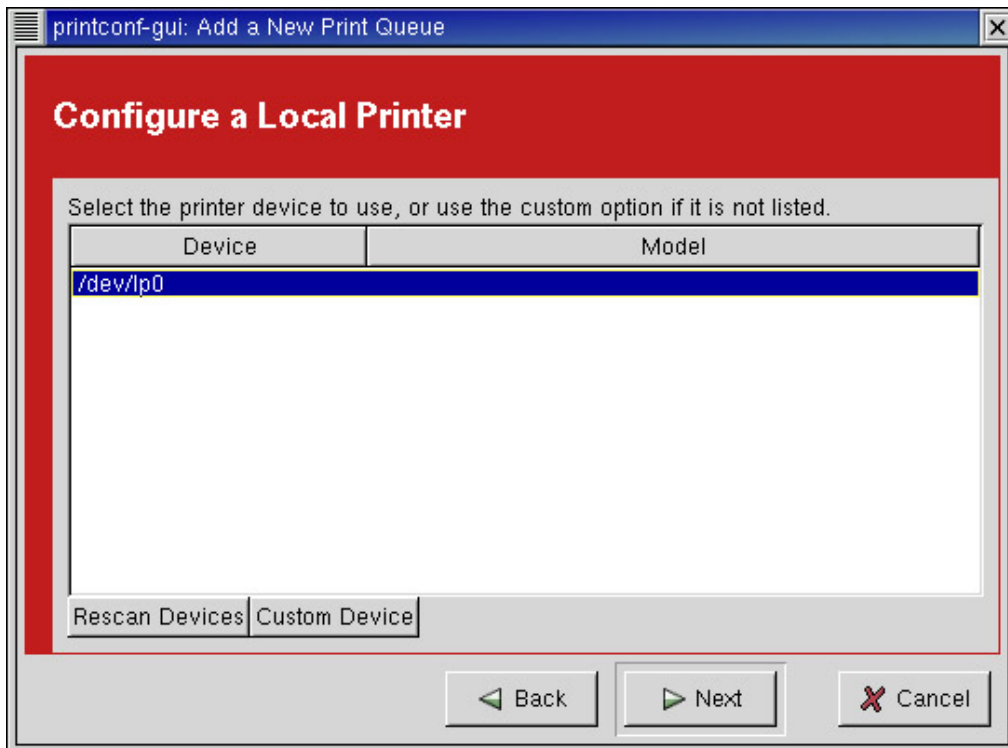 printconf-gui: Add a New Print Queue
Configure a Local Printer
Select the printer device to use, or use the custom option if it is not listed.
Device Model
/dev/lp0
Rescan Devices Custom Device
Back Next Cancel